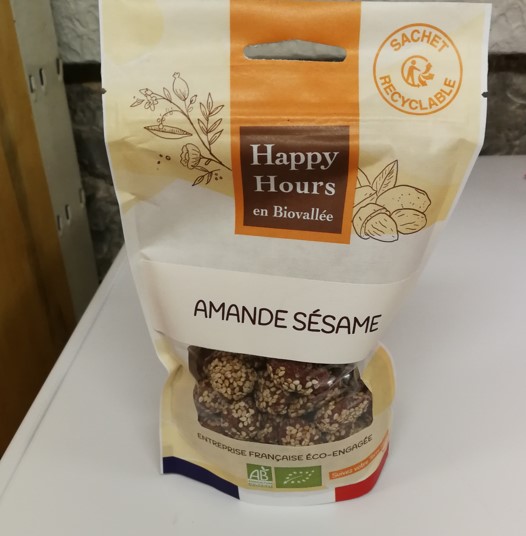 SACHET
RECYCLABLE
Happy
Hours
en Biovallée
AMANDE SÉSAME
ENTREPRISE FRANÇAISE ÉCO-ENGAGÉE
AB